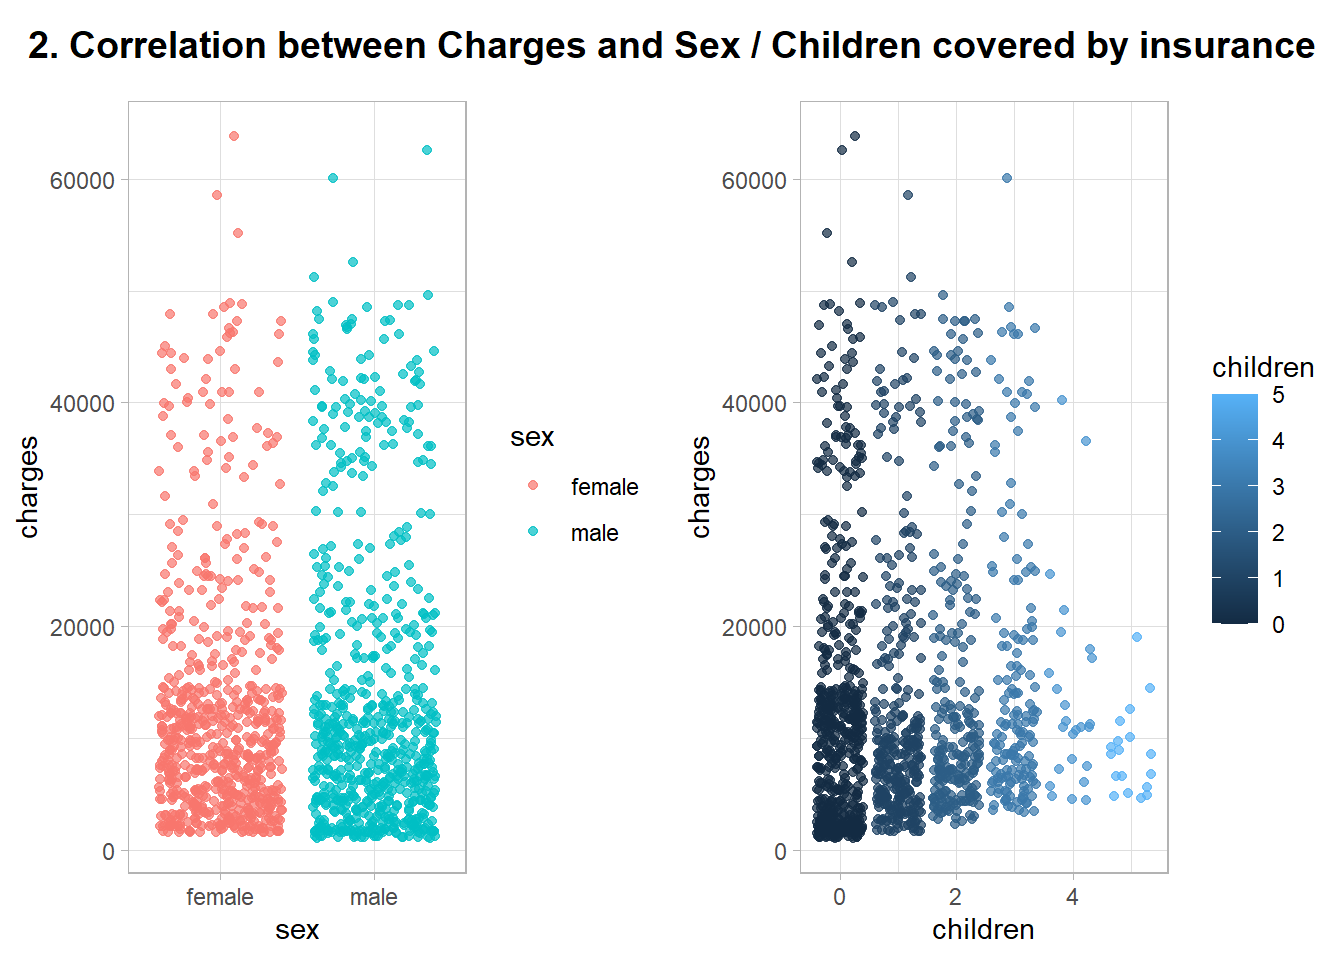 2. Correlation between Charges and Sex / Children covered by insurance
charges
60000
40000
20000
0
female
male
sex
sex
female
male
charges
60000
40000
20000
0
0
2
4
children
children
5
4
3
2
1
0